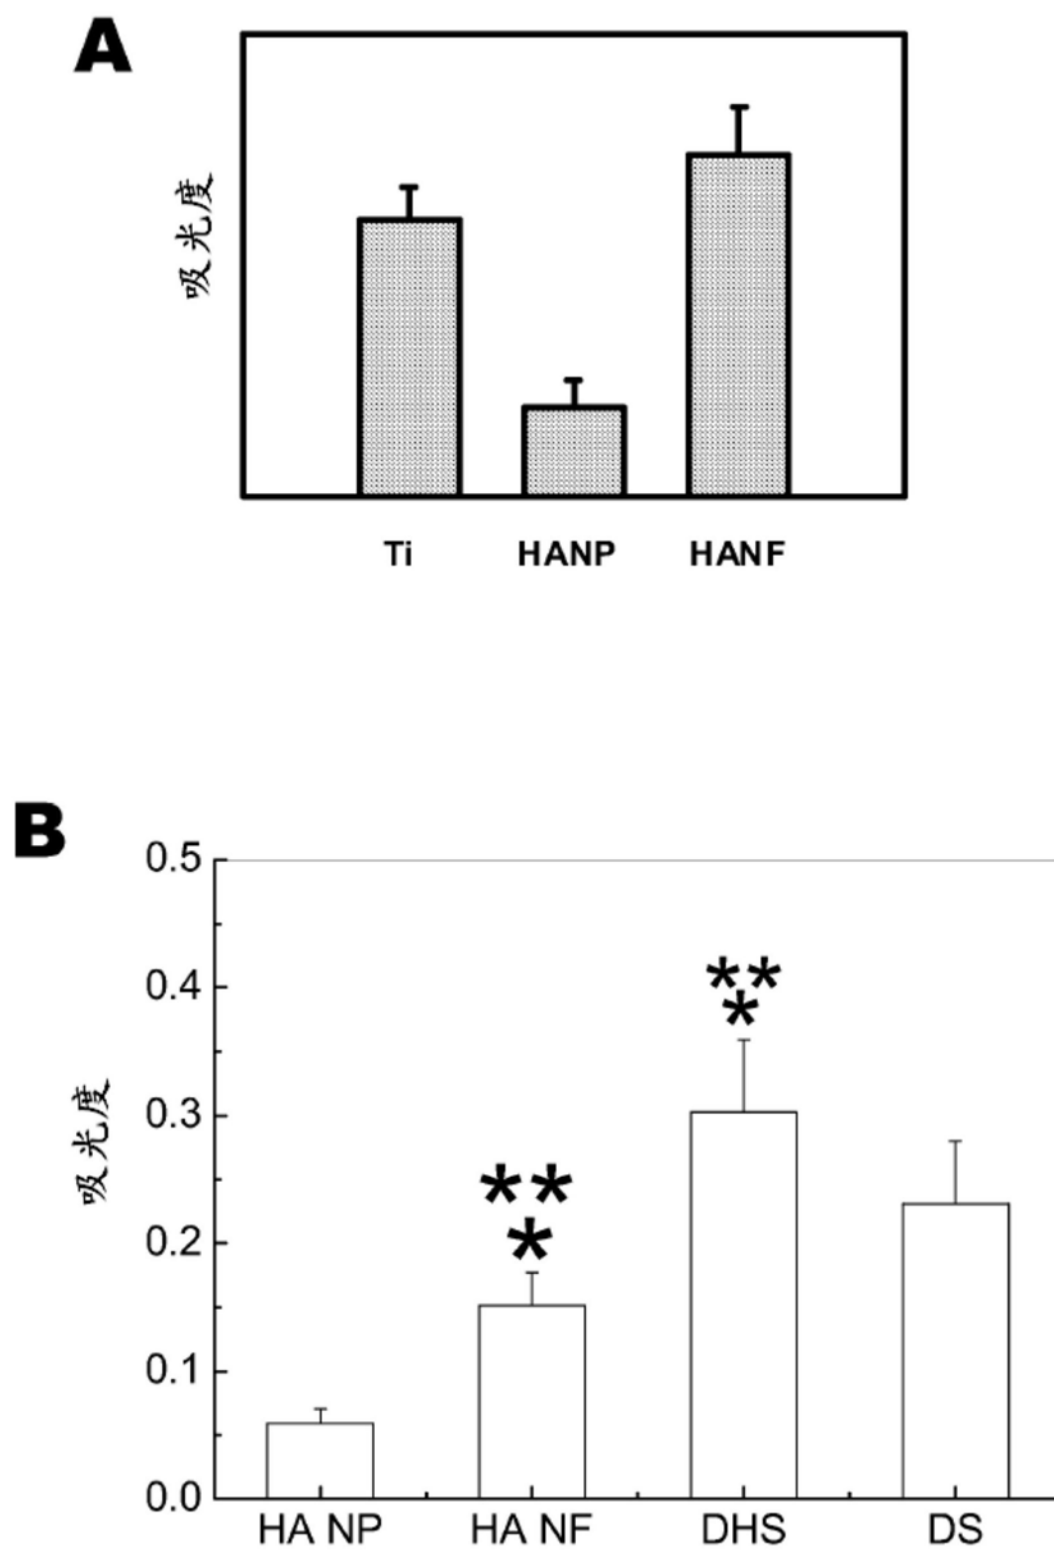 A
吸光度
Ti HANP HANF
B
吸光度
0.5
0.4
0.3
0.2
0.1
0.0
**
*
**
*
HA NP HA NF DHS DS